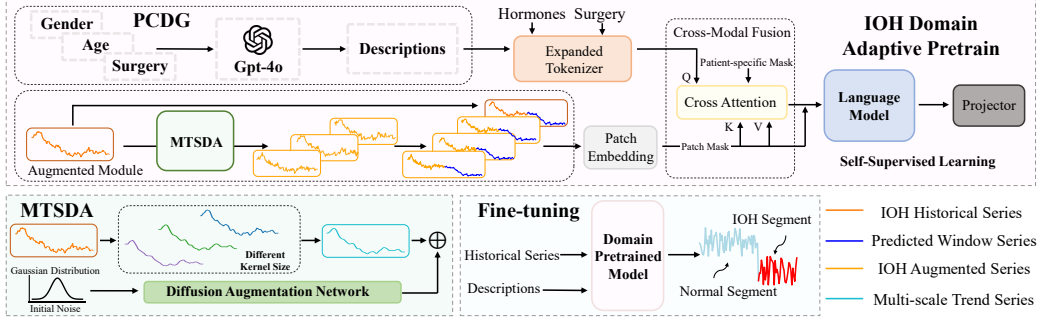 PCDG
Gender
Age
Surgery
Gpt-4o
Descriptions
Hormones Surgery
Expanded
Tokenizer
Cross-Modal Fusion
Patient-specific Mask
Q
Cross Attention
K
V
IOH Domain
Adaptive Pretrain
Language
Model
Projector
Self-Supervised Learning
Augmented Module
MTSDA
Patch
Embedding
Patch Mask
MTSDA
Different
Kernel Size
Gaussian Distribution
Initial Noise
Diffusion Augmentation Network
Fine-tuning
Historical Series
Descriptions
Domain
Pretrained
Model
IOH Segment
Normal Segment
IOH Historical Series
Predicted Window Series
IOH Augmented Series
Multi-scale Trend Series